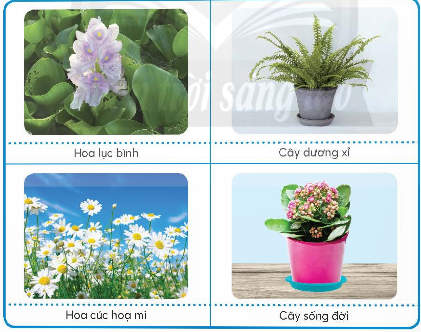 Hoa lục bình
Cây dương xỉ
Hoa cúc hoạ mi
Cây sống đời